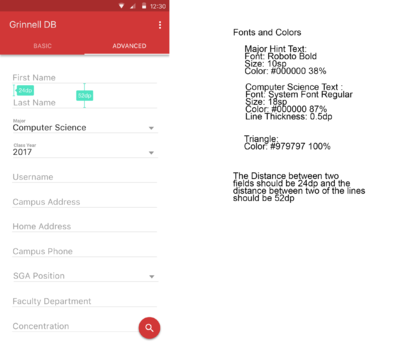 12:30
Grinnell DB
BASIC
ADVANCED
First Name
24dp
52dp
Last Name
Major
Computer Science
Class Year
2017
Username
Campus Address
Home Address
Campus Phone
SGA Position
Faculty Department
Concentration
Fonts and Colors
Major Hint Text:
Font: Roboto Bold
Size: 10sp
Color: #000000 38%
Computer Science Text :
Font: System Font Regular
Size: 18sp
Color: #000000 87%
Line Thickness: 0.5dp
Triangle:
Color: #979797 100%
The Distance between two
fields should be 24dp and the
distance between two of the lines
should be 52dp